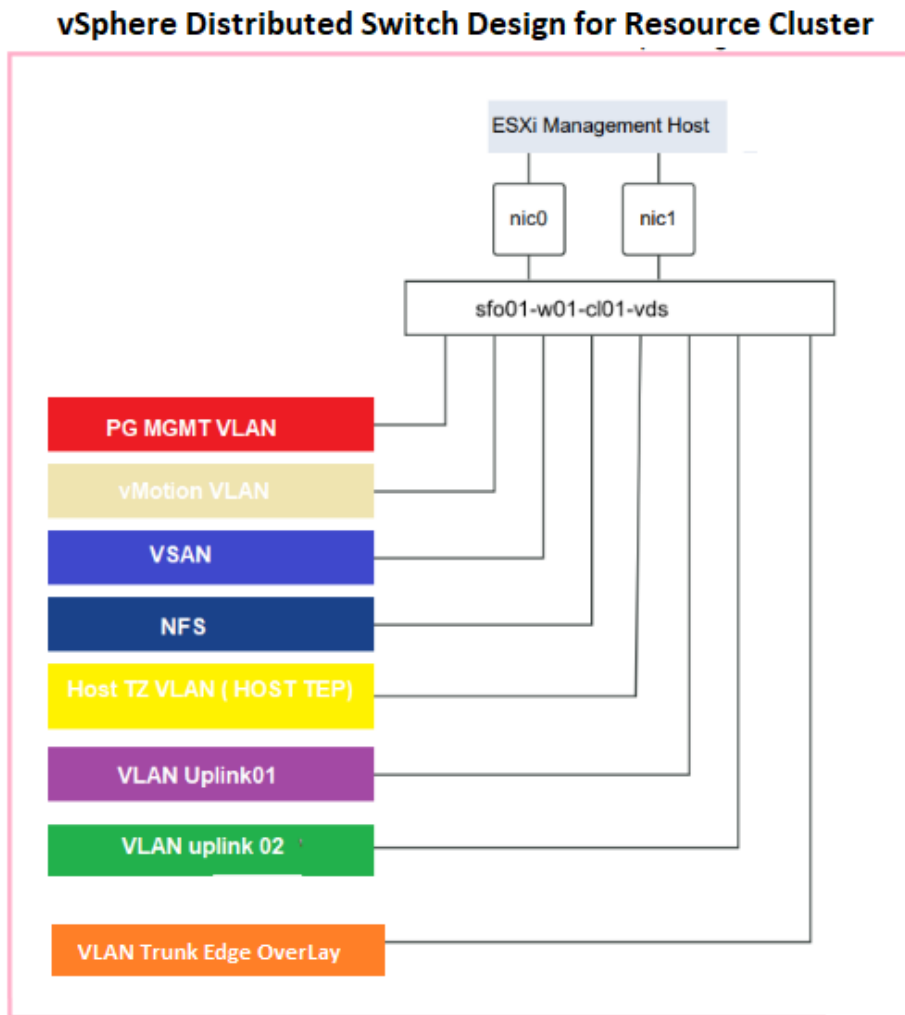 vSphere Distributed Switch Design for Resource Cluster
ESXi Management Host
nic0
nic1
sfo01-w01-cl01-vds
PG MGMT VLAN
vMotion VLAN
VSAN
NFS
Host TZ VLAN ( HOST TEP)
VLAN Uplink01
VLAN uplink 02
VLAN Trunk Edge OverLay